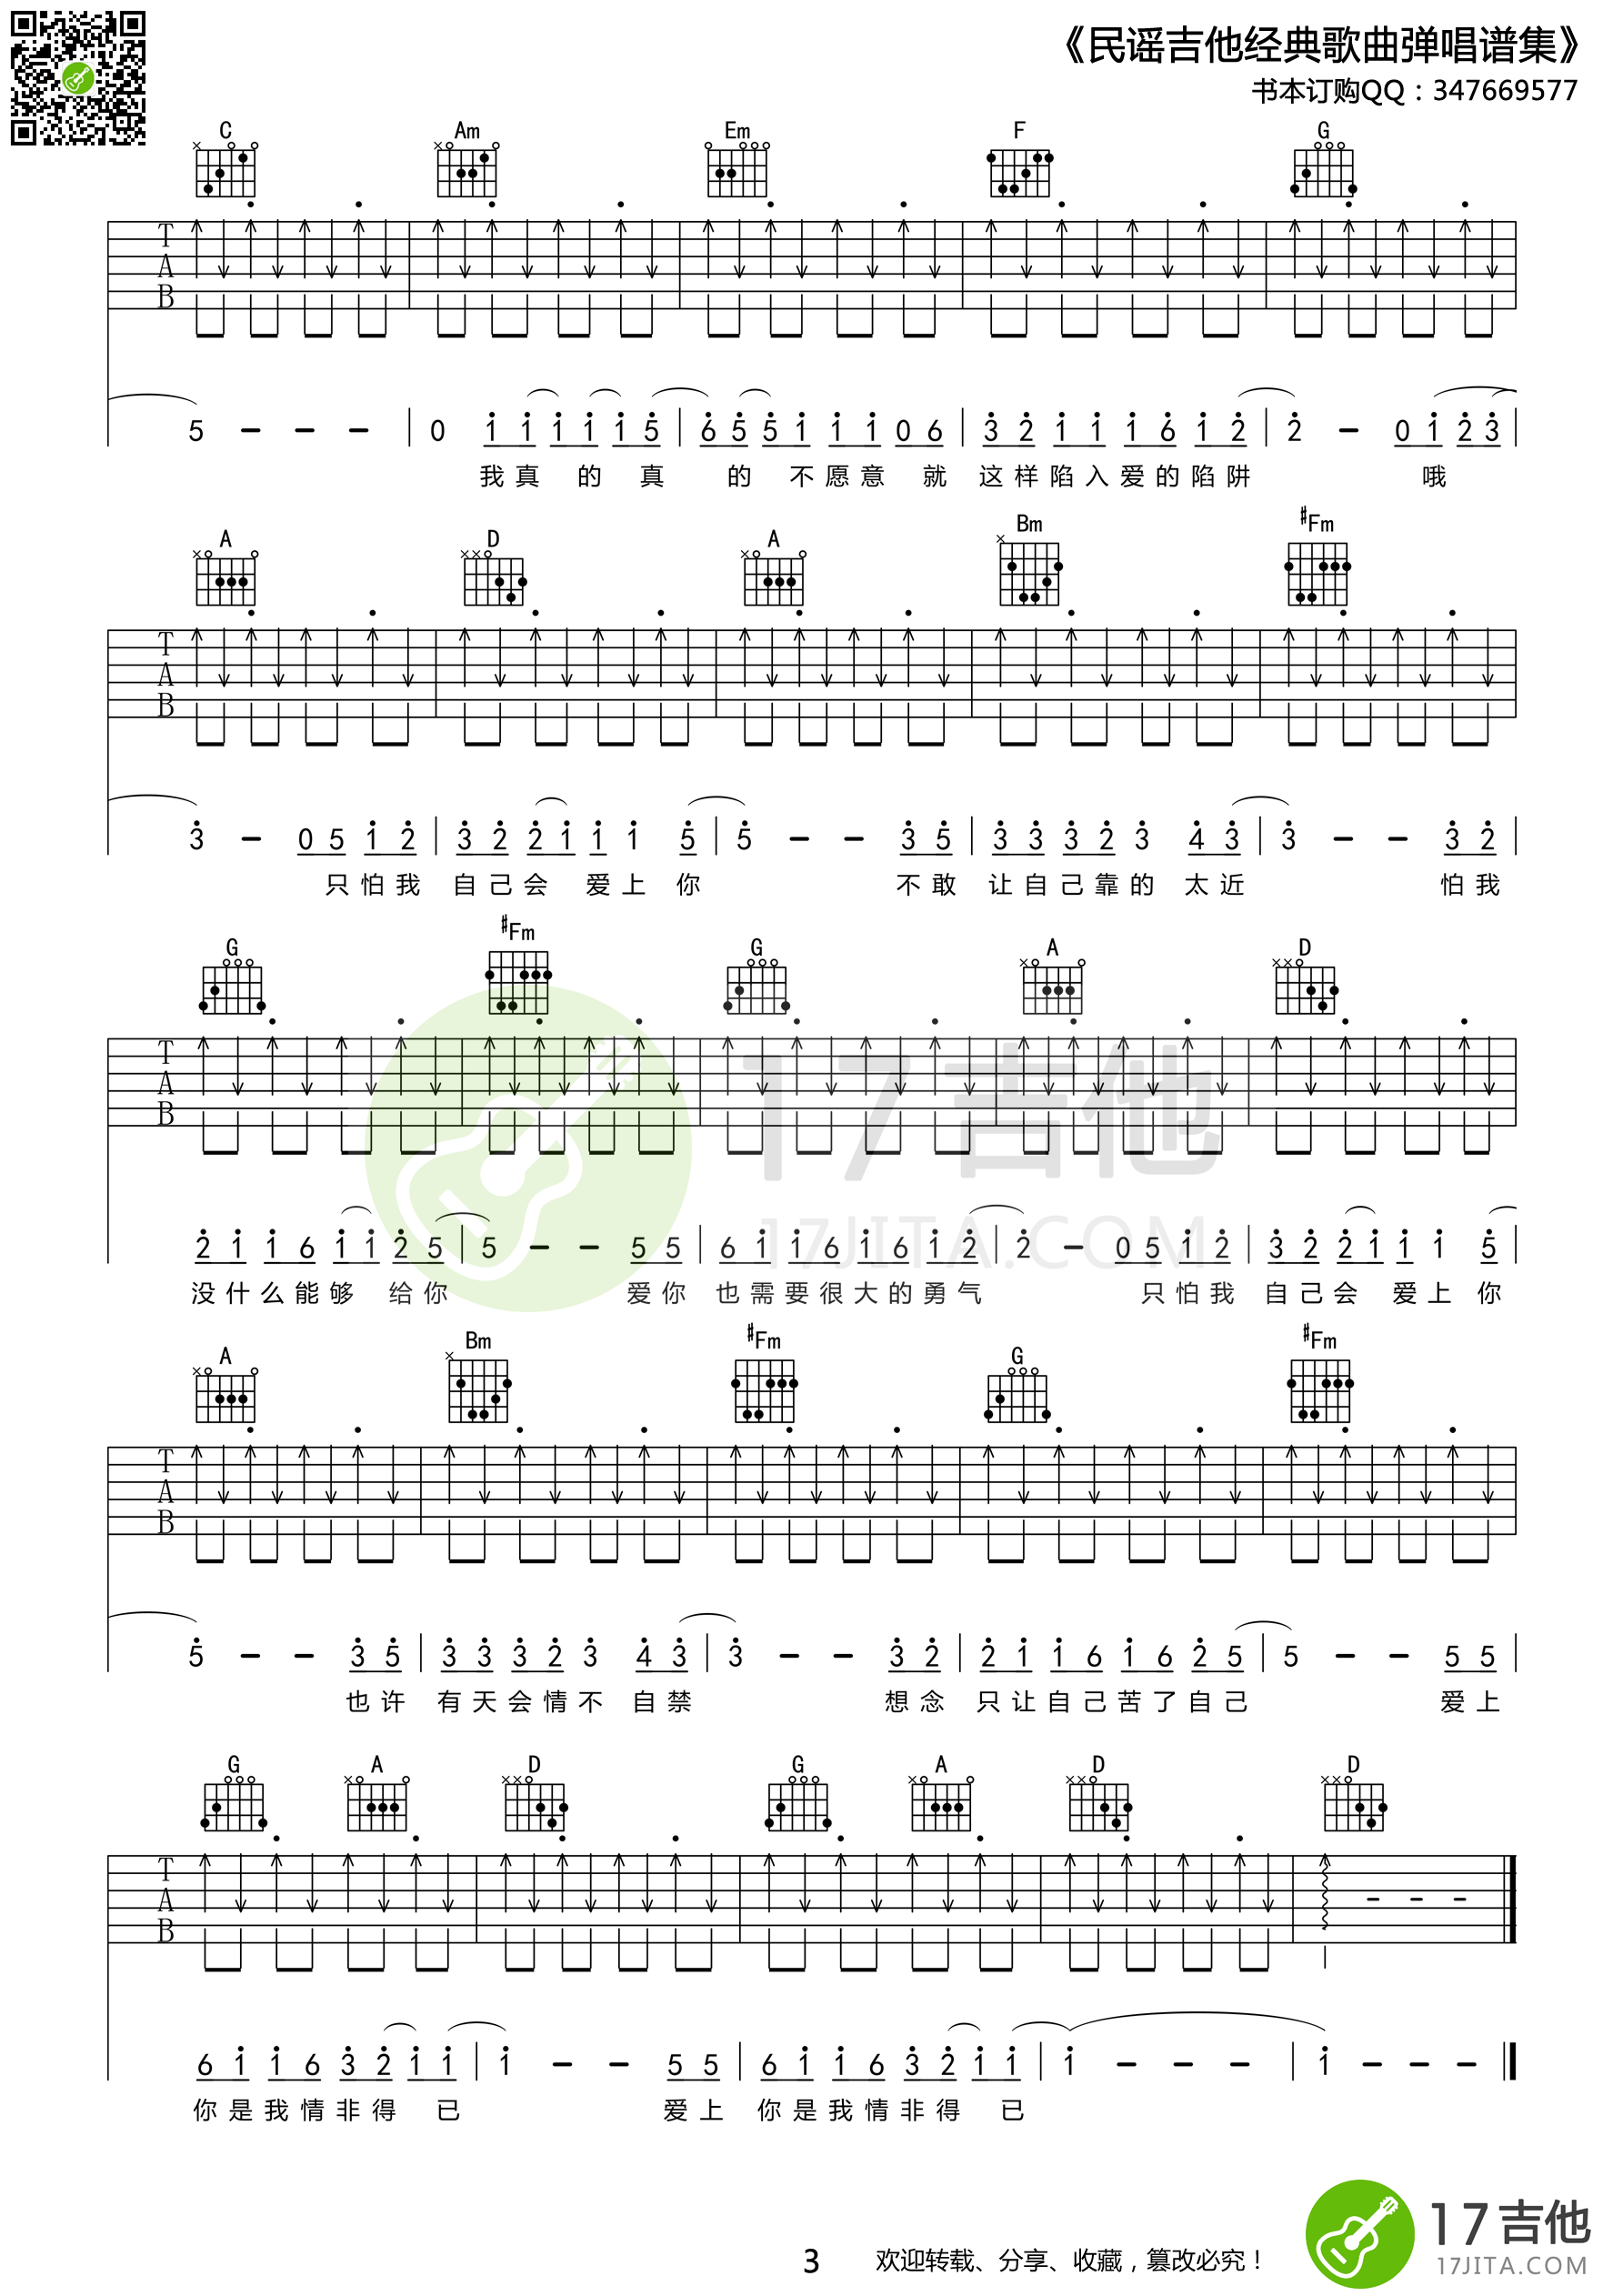 《民谣吉他经典歌曲弹唱谱集》
书本订购QQ：347669577
C Am Em F G
T
A
B
5 - - - | 0 1 1 1 1 1 5 | 6 5 5 1 1 1 0 6 | 3 2 1 1 1 6 1 2 | 2 - 0 1 2 3 |
我真 的 真 的 不愿意 就 这样陷入爱的陷阱 哦
A D A Bm #Fm
T
A
B
3 - 0 5 1 2 | 3 2 2 1 1 1 5 | 5 - - 3 5 | 3 3 3 2 3 4 3 | 3 - - 3 2 |
只怕我 自己会 爱上 你 不敢 让自己靠的 太近 怕我
G #Fm G A D
T
A
B
2 1 1 6 1 1 2 5 | 5 - - 5 5 | 6 1 1 6 1 6 1 2 | 2 - 0 5 1 2 | 3 2 2 1 1 1 5 |
没什么能够 给你 爱你 也需要很大的勇气 只怕我 自己会 爱上 你
17吉他
17JITA.COM
A Bm #Fm G #Fm
T
A
B
5 - - 3 5 | 3 3 3 2 3 4 3 | 3 - - 3 2 | 2 1 1 6 1 6 2 5 | 5 - - 5 5 |
也许 有天会情不 自禁 想念 只让自己苦了自己 爱上
G A D G A D D
T
A
B
6 1 1 6 3 2 1 1 | 1 - - 5 5 | 6 1 1 6 3 2 1 1 | 1 - - - | 1 - - - ‖
你是我情非得 已 爱上 你是我情非得 已
3 欢迎转载、分享、收藏，篡改必究！
17吉他
17JITA.COM